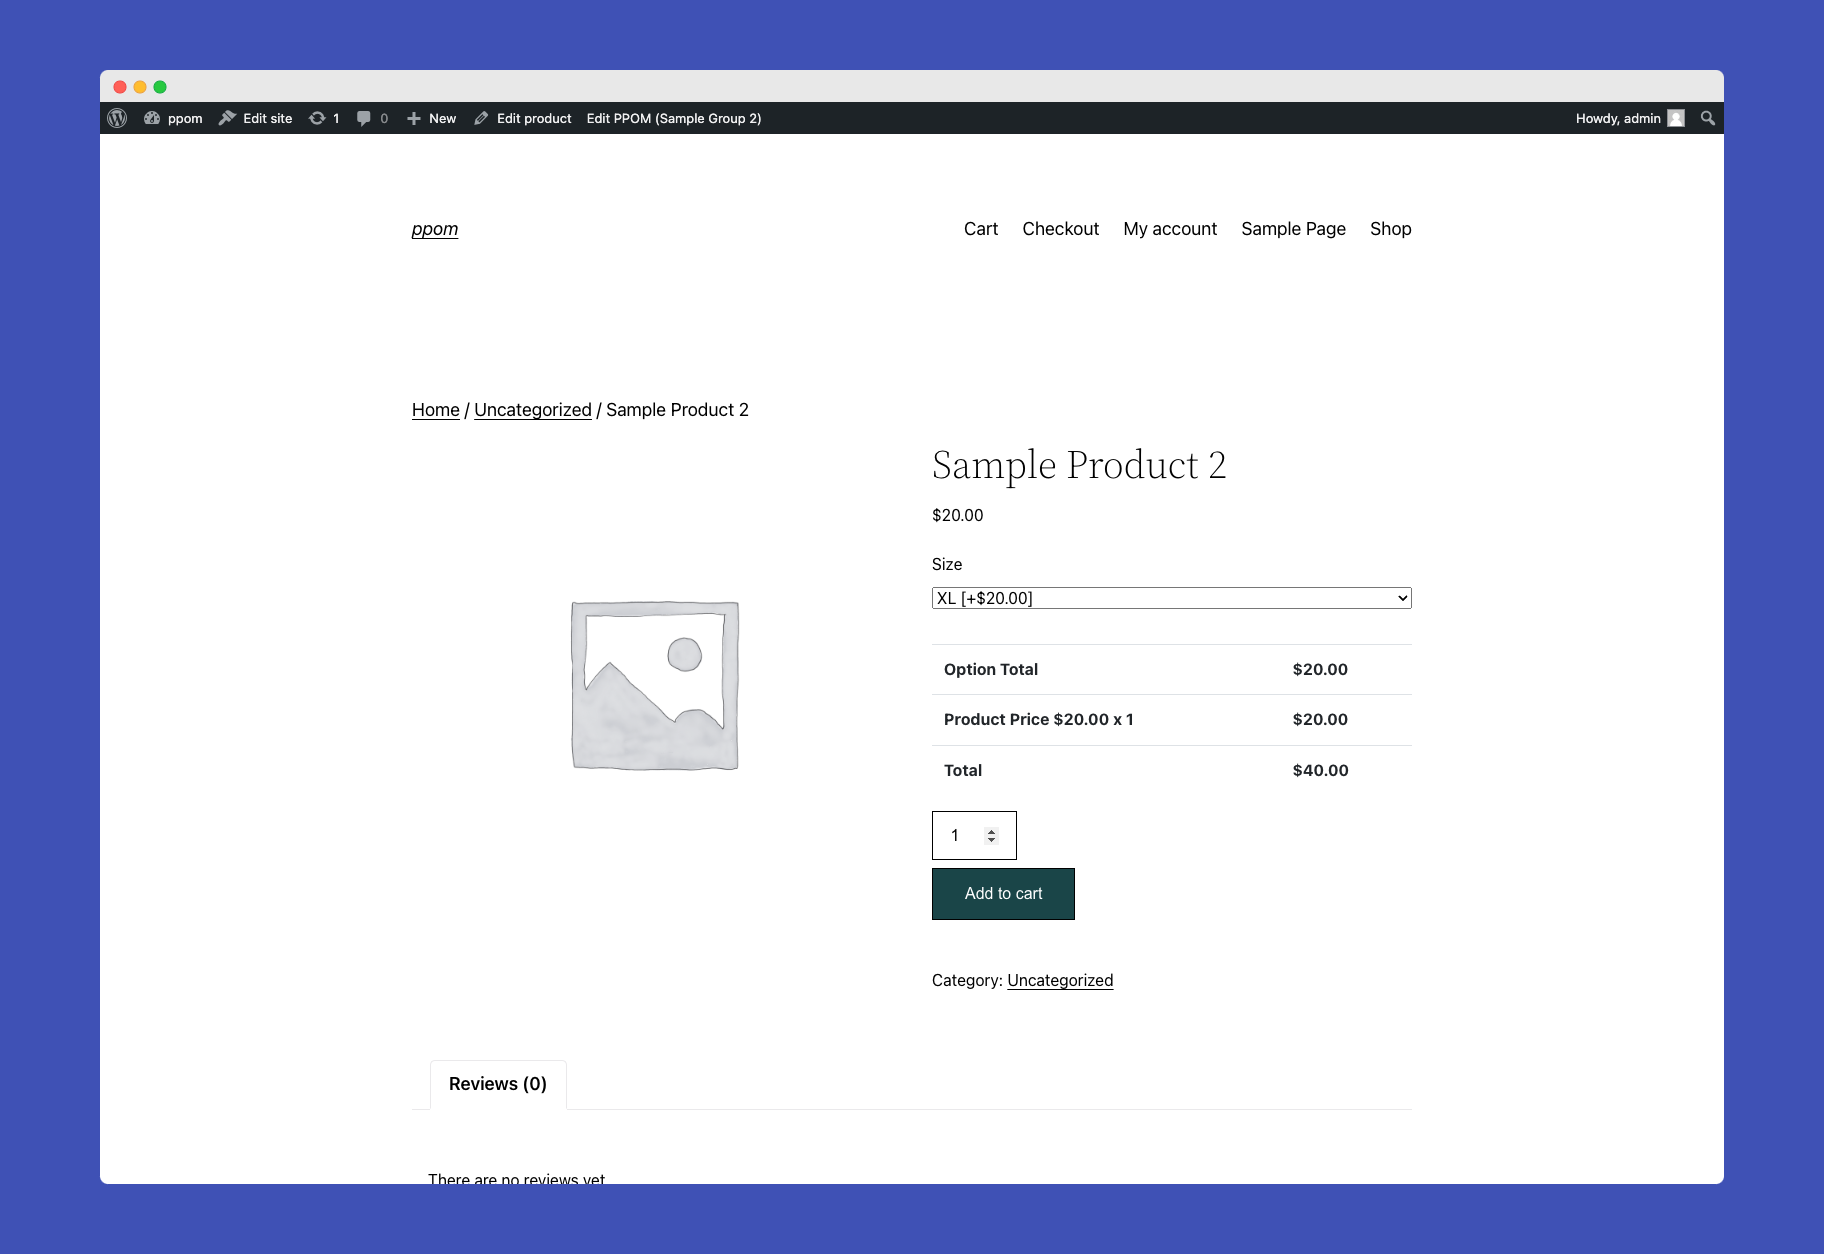 ppom Edit site 1 0 New Edit product Edit PPOM (Sample Group 2) Howdy, admin
ppom Cart Checkout My account Sample Page Shop
Home / Uncategorized / Sample Product 2
Sample Product 2
$20.00
Size
XL [+$20.00]
Option Total $20.00
Product Price $20.00 x 1 $20.00
Total $40.00
1
Add to cart
Category: Uncategorized
Reviews (0)
There are no reviews yet